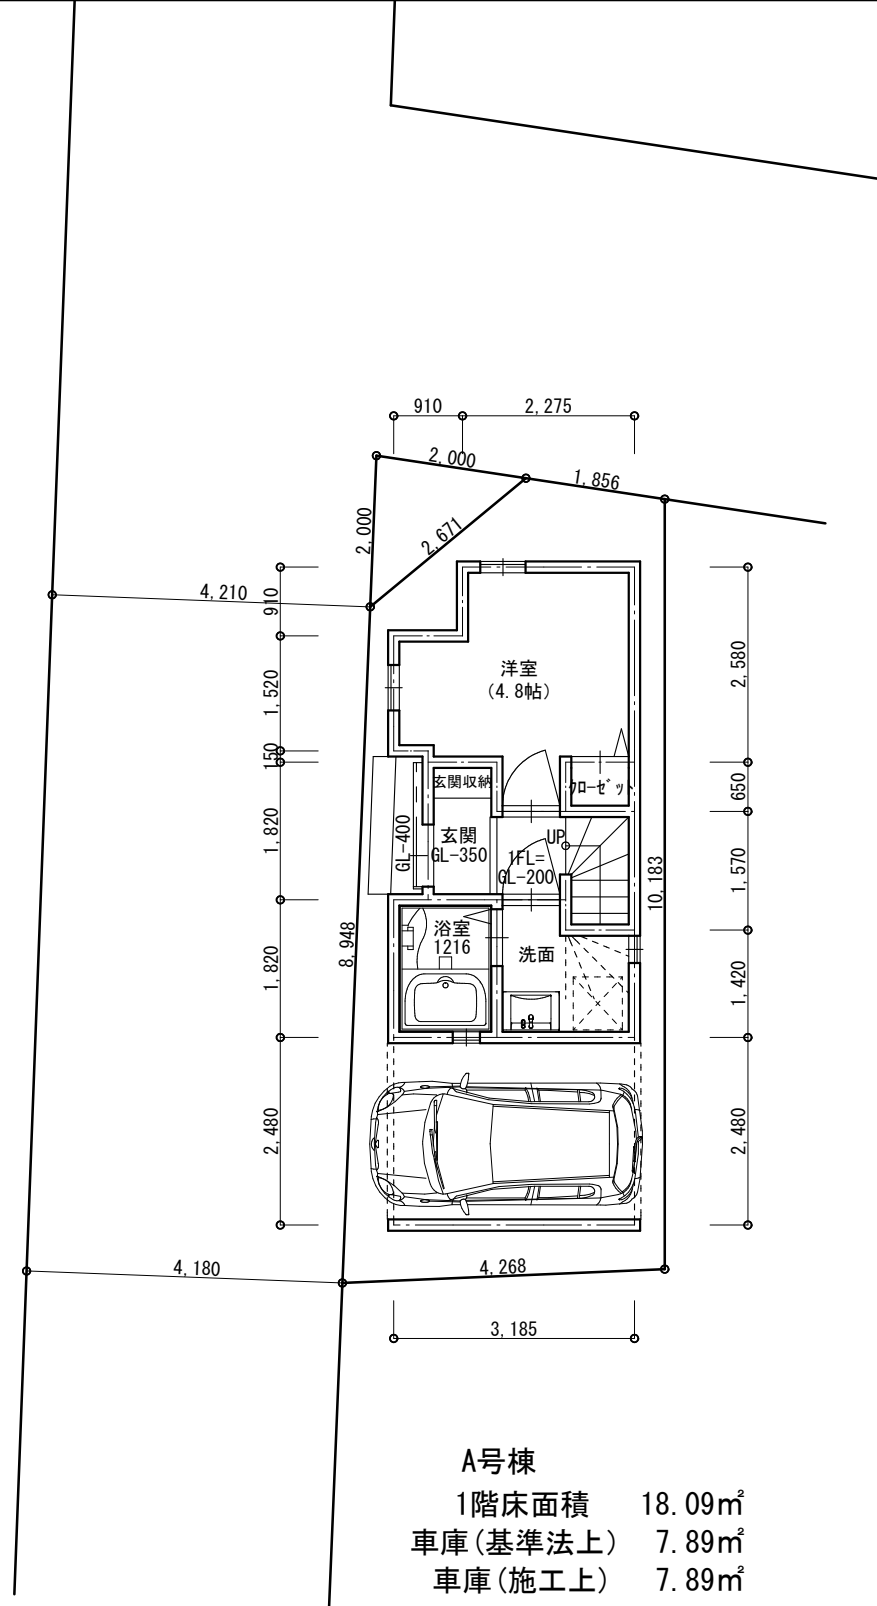 910
2,275
2,000
1,856
2,000
2,671
4,210
910
2,580
洋室
(4.8帖)
1,520
150
玄関収納
クローゼット
650
GL-400
玄関
GL-350
UP
1FL=
GL-200
1,820
1,570
10,183
8,948
浴室
1216
洗面
1,820
1,420
2,480
2,480
4,180
4,268
3,185
A号棟
1階床面積 18.09㎡
車庫(基準法上) 7.89㎡
車庫(施工上) 7.89㎡